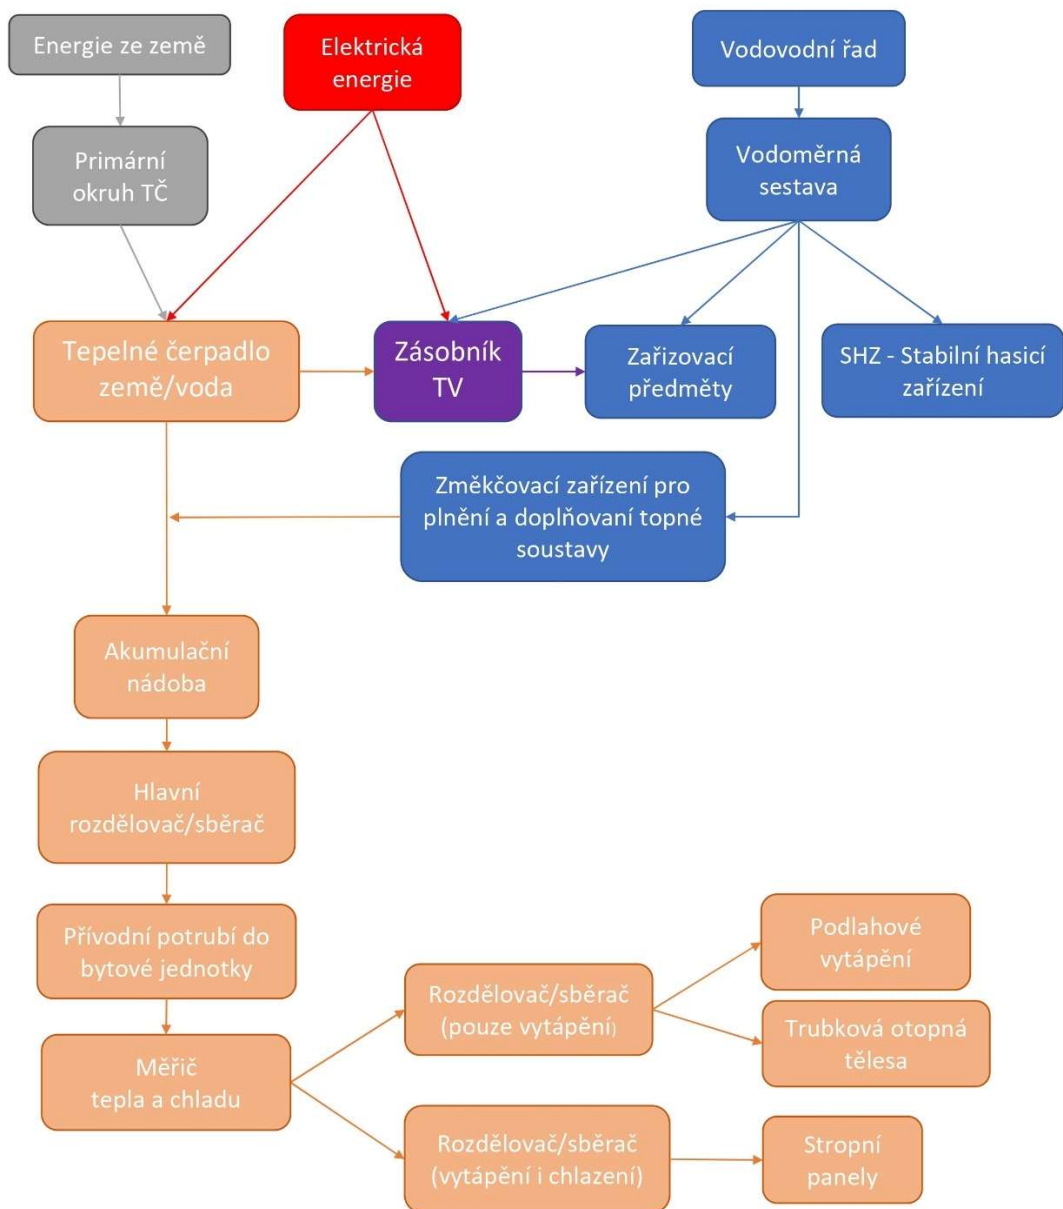 Energie ze země
Elektrická
energie
Vodovodní řad
Primární
okruh TČ
Vodoměrná
sestava
Tepelné čerpadlo
země/voda
Zásobník
TV
Zařizovací
předměty
SHZ - Stabilní hasicí
zařízení
Změkčovací zařízení pro
plnění a doplňovaní topné
soustavy
Akumulační
nádoba
Hlavní
rozdělovač/sběrač
Přívodní potrubí do
bytové jednotky
Měřič
tepla a chladu
Rozdělovač/sběrač
(pouze vytápění)
Podlahové
vytápění
Trubková otopná
tělesa
Rozdělovač/sběrač
(vytápění i chlazení)
Stropní
panely